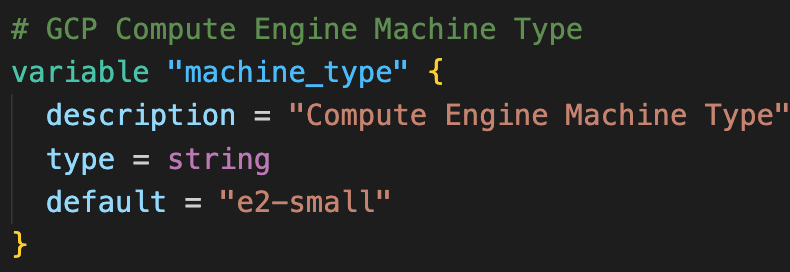 # GCP Compute Engine Machine Type
variable "machine_type" {
  description = "Compute Engine Machine Type"
  type = string
  default = "e2-small"
}